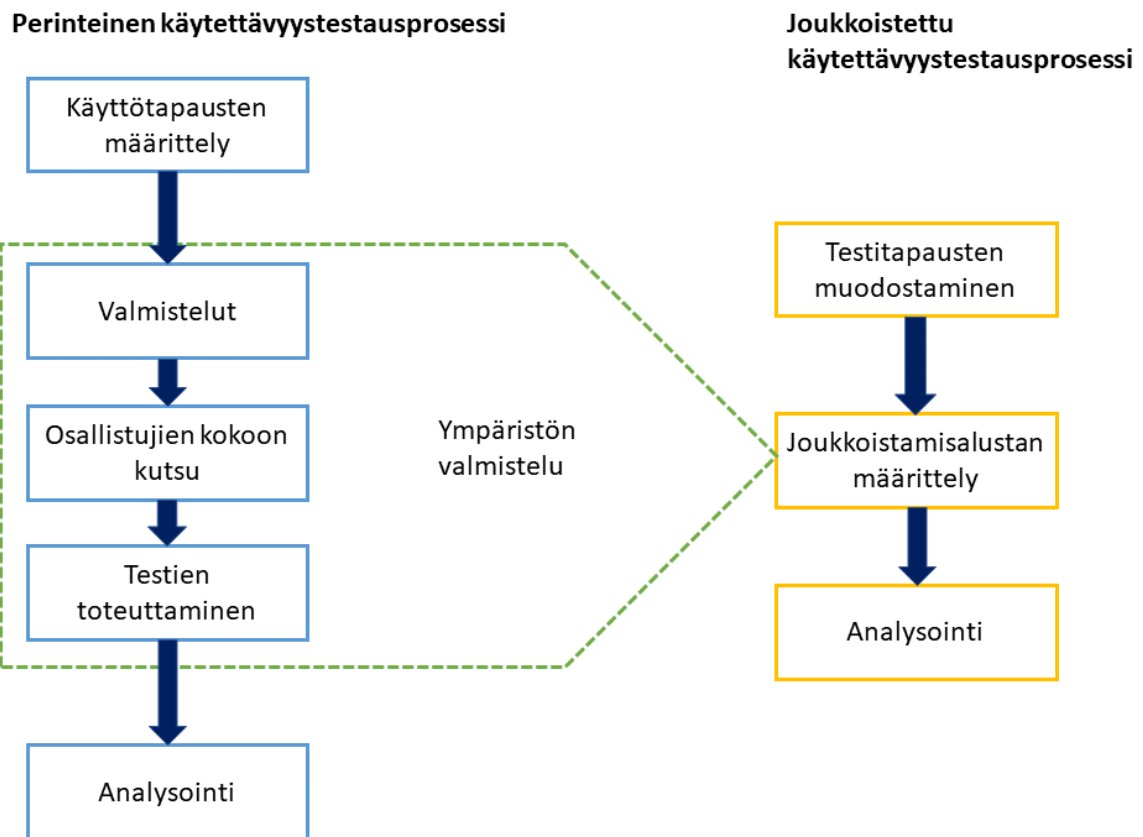 Perinteinen käytettävyystestausprosessi
Käyttötapausten
määrittely
Valmistelut
Osallistujien kokoon
kutsu
Testien
toteuttaminen
Analysointi
Ympäristön
valmistelu
Joukkoistettu
käytettävyystestausprosessi
Testitapausten
muodostaminen
Joukkoistamisalustan
määrittely
Analysointi